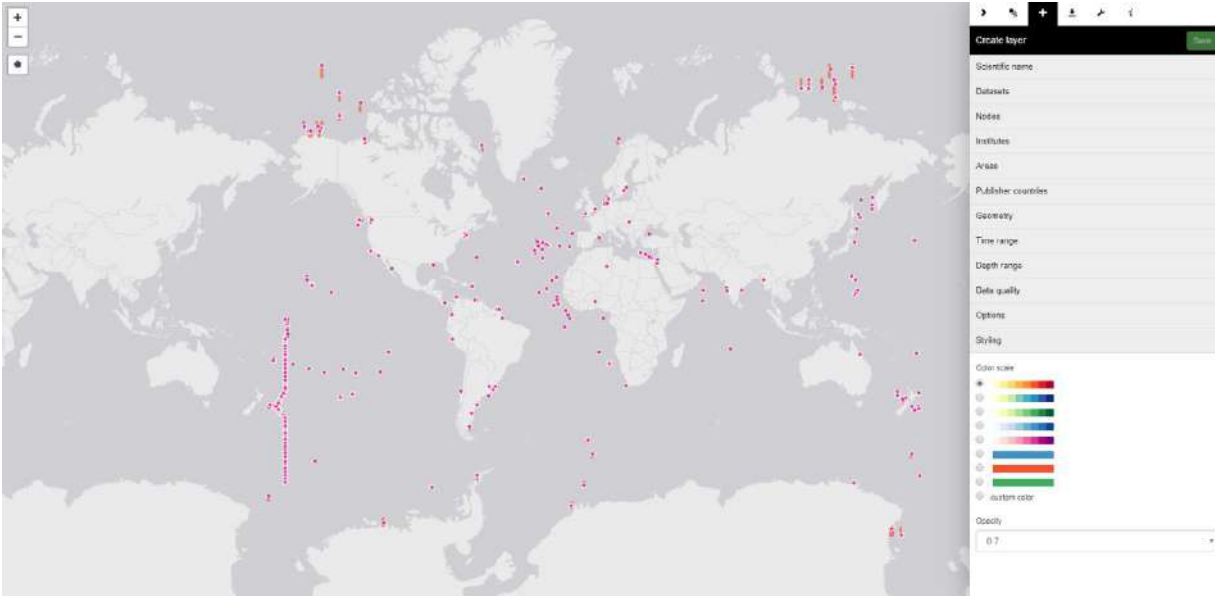 +
−
Create layer
Save
Scientific name
Datasets
Nodes
Institutes
Areas
Publisher countries
Geometry
Time range
Depth range
Data quality
Options
Styling
Color scale
custom color
Opacity
0.7